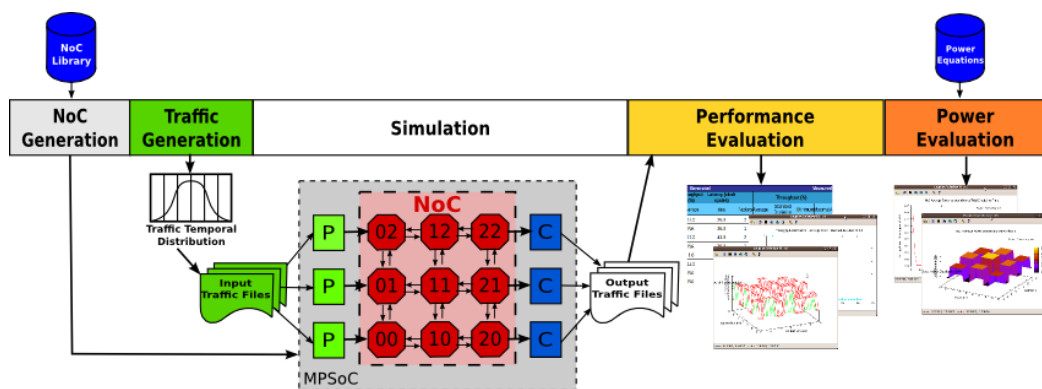 NoC
Library
Power
Equations
NoC
Generation
Traffic
Generation
Simulation
Performance
Evaluation
Power
Evaluation
Traffic Temporal
Distribution
Input
Traffic Files
P
P
P
NoC
02 12 22
01 11 21
00 10 20
C
C
C
Output
Traffic Files
MPSoC